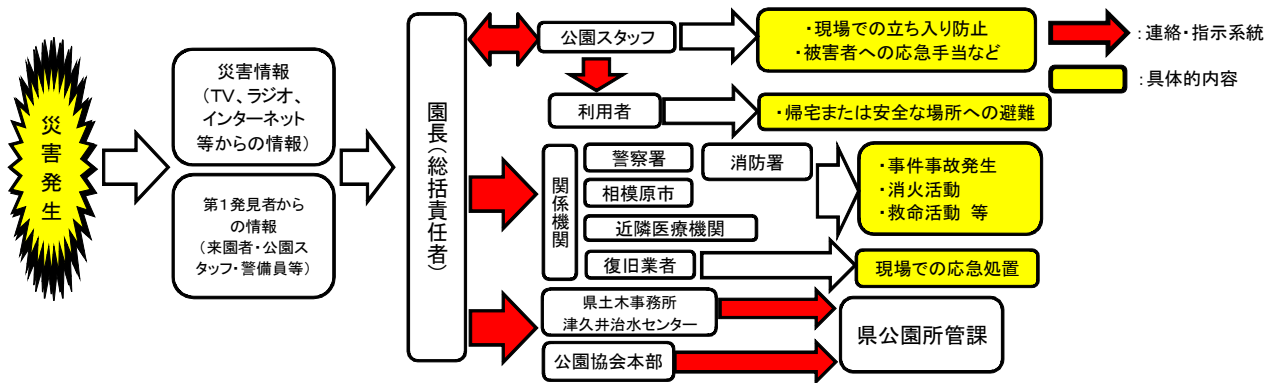 災害発生
災害情報
（TV、ラジオ、
インターネット
等からの情報）
第１発見者から
の情報
（来園者・公園ス
タッフ・警備員等）
園長（総括責任者）
公園スタッフ
・現場での立ち入り防止
・被害者への応急手当など
利用者
・帰宅または安全な場所への避難
関係機関
警察署
消防署
相模原市
近隣医療機関
復旧業者
・事件事故発生
・消火活動
・救命活動 等
現場での応急処置
県土木事務所
津久井治水センター
公園協会本部
県公園所管課
：連絡・指示系統
：具体的内容